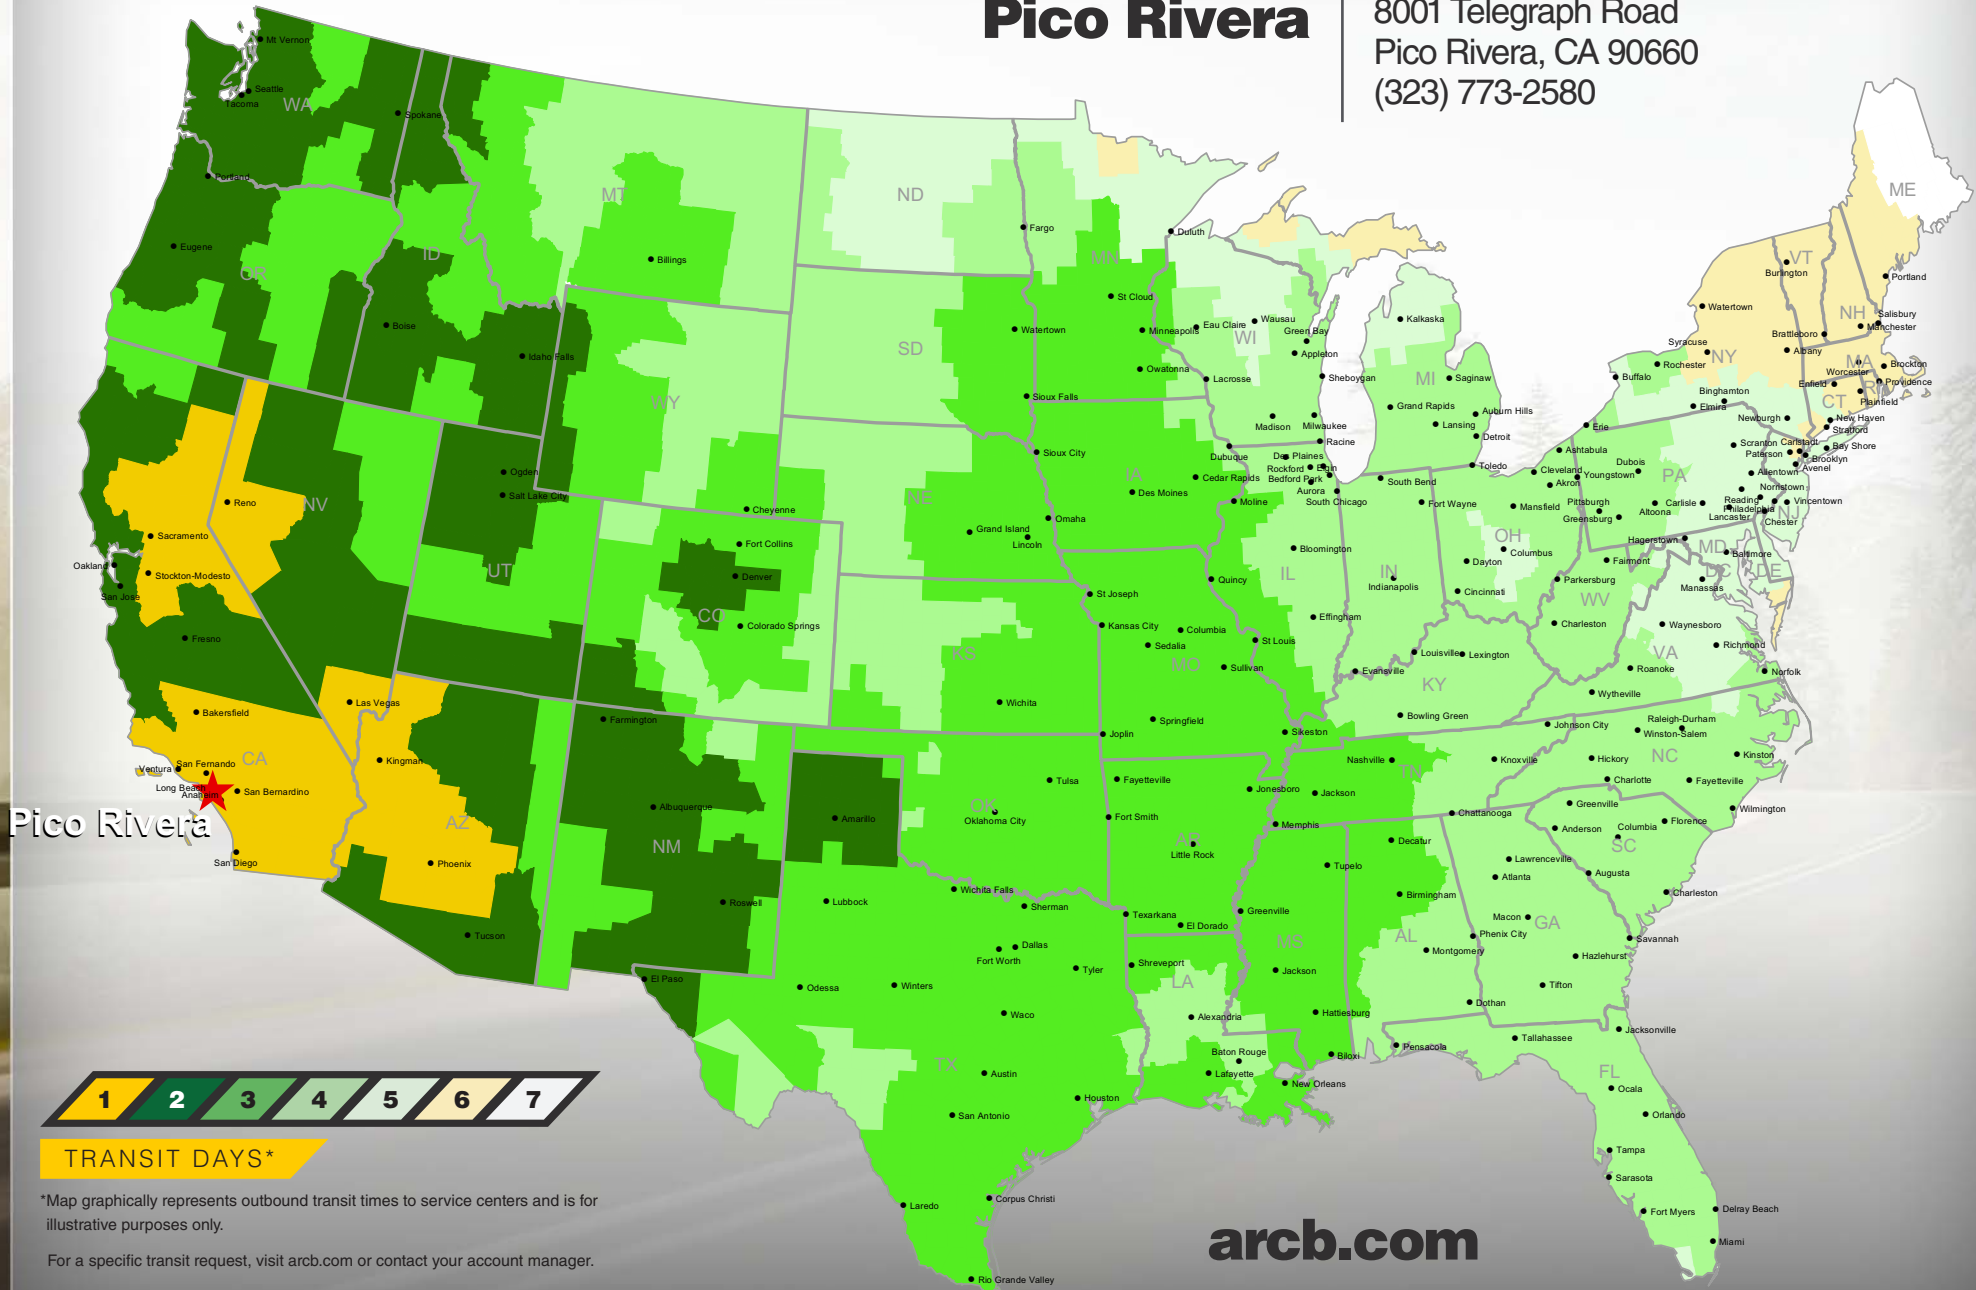 Pico Rivera
8001 Telegraph Road
Pico Rivera, CA 90660
(323) 773-2580
Mt Vernon
Seattle
Tacoma
WA
Spokane
Portland
Eugene
OR
ID
Boise
Idaho Falls
MT
Billings
ND
Fargo
MN
Duluth
St Cloud
Minneapolis
Owatonna
SD
Watertown
Sioux Falls
WY
Cheyenne
NE
Sioux City
Omaha
Grand Island
Lincoln
IA
Des Moines
Cedar Rapids
Dubuque
Moline
WI
Eau Claire
Wausau
Green Bay
Appleton
Lacrosse
Sheboygan
Madison
Milwaukee
Racine
MI
Kalkaska
Saginaw
Grand Rapids
Lansing
Auburn Hills
Detroit
Des Plaines
Rockford
Elgin
Bedford Park
Aurora
South Chicago
IL
Bloomington
Quincy
Effingham
IN
South Bend
Fort Wayne
Indianapolis
Evansville
OH
Toledo
Cleveland
Ashtabula
Akron
Youngstown
Mansfield
Columbus
Dayton
Cincinnati
PA
Erie
Dubois
Pittsburgh
Greensburg
Altoona
Carlisle
Scranton
Allentown
Reading
Norristown
Philadelphia
Lancaster
Chester
NY
Watertown
Syracuse
Rochester
Buffalo
Binghamton
Elmira
Albany
Newburgh
Brooklyn
Bay Shore
VT
Burlington
Brattleboro
NH
Manchester
Salisbury
ME
Portland
MA
Worcester
Brockton
RI
Providence
CT
Enfield
Plainfield
New Haven
Stratford
NJ
Carlstadt
Paterson
Avenel
Vincentown
MD
Hagerstown
Baltimore
DC
DE
WV
Fairmont
Parkersburg
Charleston
VA
Manassas
Waynesboro
Richmond
Roanoke
Norfolk
Wytheville
KY
Louisville
Lexington
Bowling Green
TN
Nashville
Jackson
Memphis
Knoxville
Johnson City
Chattanooga
NC
Raleigh-Durham
Winston-Salem
Hickory
Charlotte
Kinston
Fayetteville
Wilmington
SC
Greenville
Anderson
Columbia
Florence
Charleston
GA
Lawrenceville
Atlanta
Augusta
Macon
Savannah
Hazlehurst
Tifton
AL
Decatur
Birmingham
Montgomery
Phenix City
Dothan
MS
Tupelo
Greenville
Jackson
Hattiesburg
Biloxi
FL
Pensacola
Tallahassee
Jacksonville
Ocala
Orlando
Tampa
Sarasota
Fort Myers
Delray Beach
Miami
LA
Shreveport
Alexandria
Baton Rouge
Lafayette
New Orleans
AR
Fayetteville
Fort Smith
Jonesboro
Little Rock
Texarkana
El Dorado
MO
St Joseph
Kansas City
Columbia
Sedalia
St Louis
Sullivan
Springfield
Joplin
Sikeston
KS
Wichita
OK
Tulsa
Oklahoma City
TX
Amarillo
Wichita Falls
Sherman
Lubbock
Dallas
Fort Worth
Tyler
El Paso
Odessa
Winters
Waco
Austin
Houston
San Antonio
Corpus Christi
Laredo
Rio Grande Valley
NM
Farmington
Albuquerque
Roswell
CO
Fort Collins
Denver
Colorado Springs
UT
Ogden
Salt Lake City
NV
Reno
Las Vegas
AZ
Kingman
Phoenix
Tucson
CA
Sacramento
Oakland
Stockton-Modesto
San Jose
Fresno
Bakersfield
Ventura
San Fernando
Long Beach
Anaheim
San Bernardino
San Diego
Pico Rivera
1 2 3 4 5 6 7
TRANSIT DAYS*
*Map graphically represents outbound transit times to service centers and is for
illustrative purposes only.
For a specific transit request, visit arcb.com or contact your account manager.
arcb.com